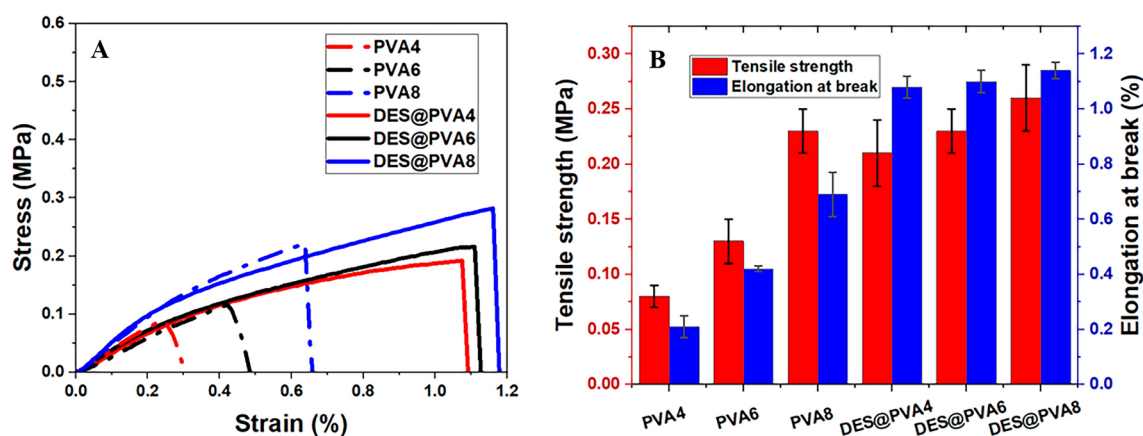 A
PVA4
PVA6
PVA8
DES@PVA4
DES@PVA6
DES@PVA8
Stress (MPa)
0.6
0.5
0.4
0.3
0.2
0.1
0.0
0.0 0.2 0.4 0.6 0.8 1.0 1.2
Strain (%)
B
Tensile strength
Elongation at break
Tensile strength (MPa)
0.30
0.25
0.20
0.15
0.10
0.05
0.00
1.2
1.0
0.8
0.6
0.4
0.2
0.0
Elongation at break (%)
PVA4 PVA6 PVA8 DES@PVA4 DES@PVA6 DES@PVA8